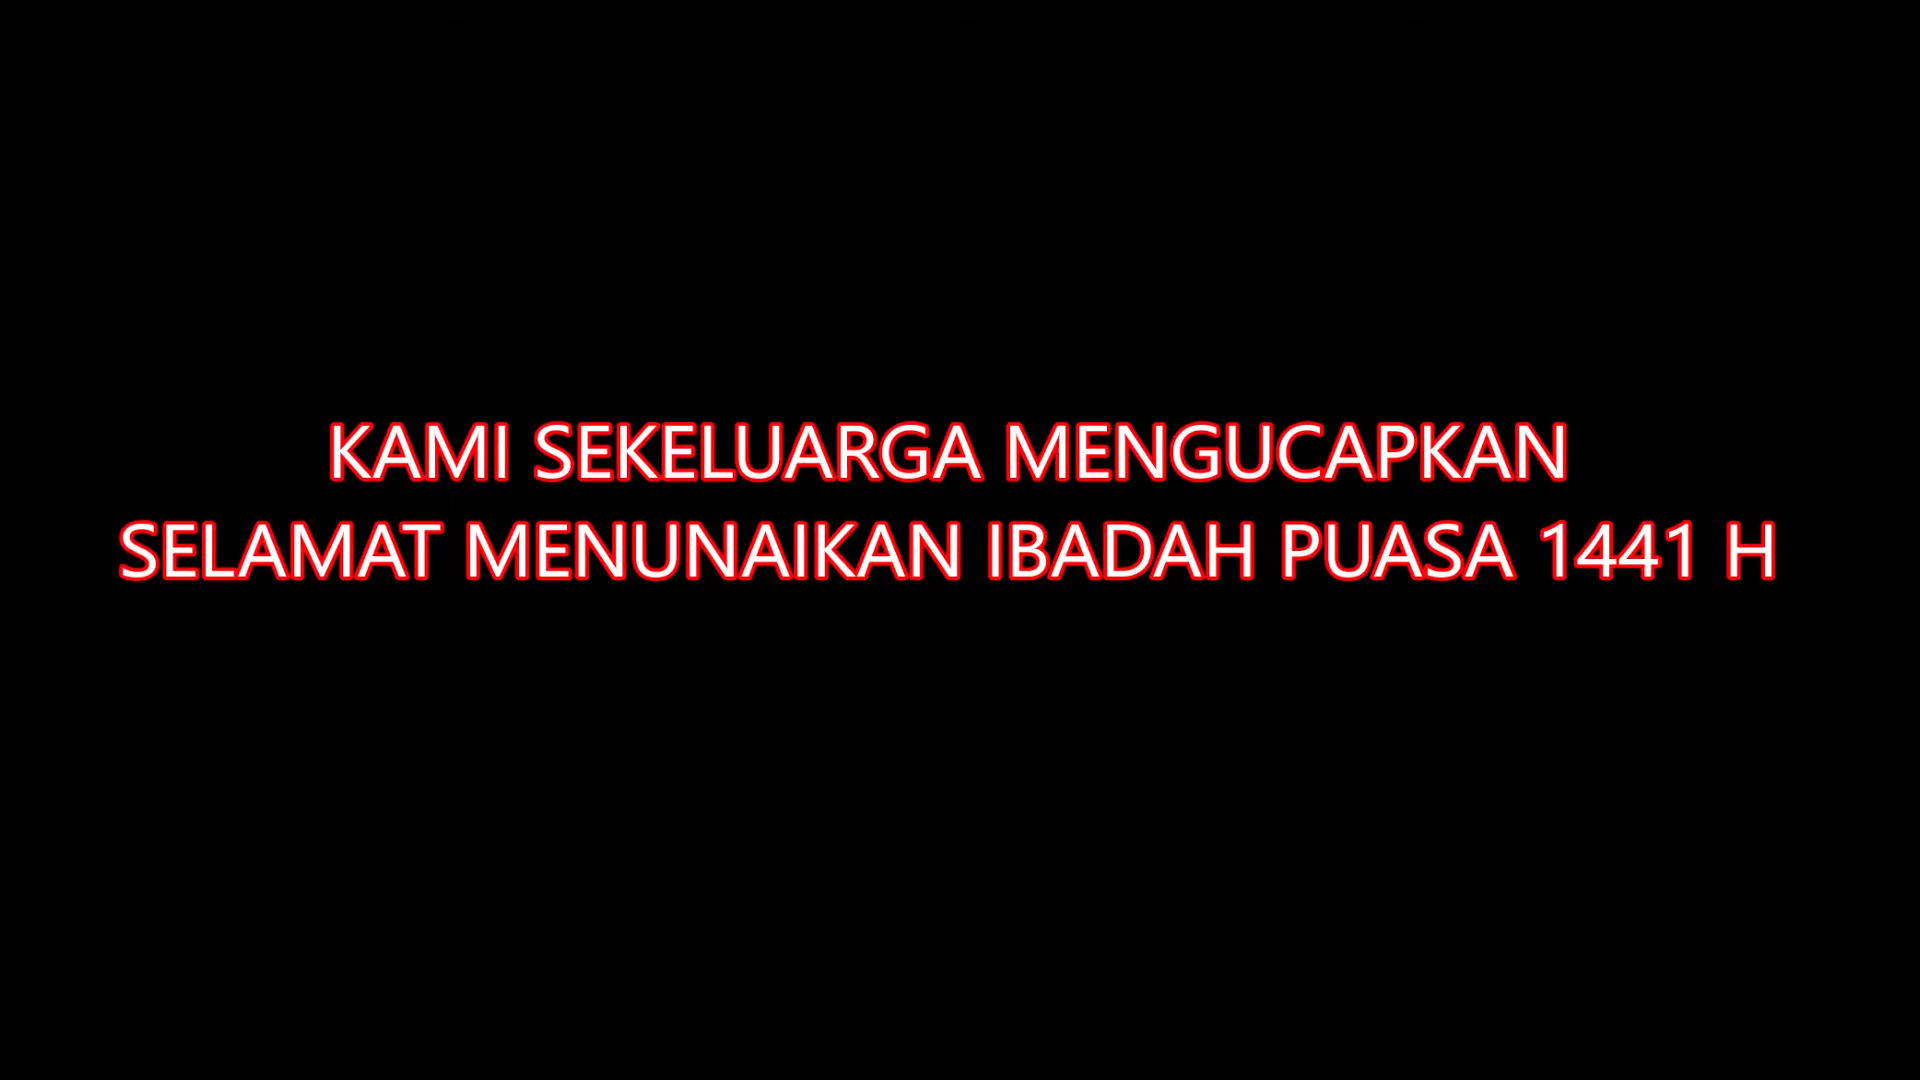 KAMI SEKELUARGA MENGUCAPKAN
SELAMAT MENUNAIKAN IBADAH PUASA 1441 H